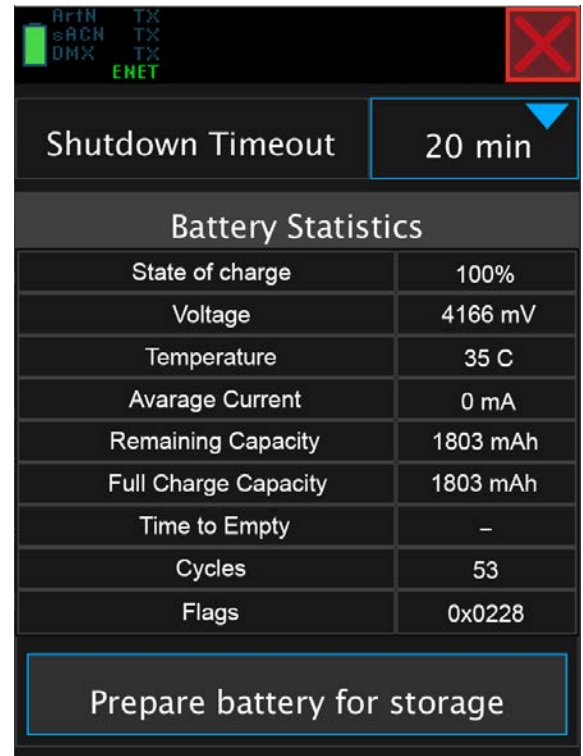 ArtN TX
sACN TX
DMX TX
ENET
Shutdown Timeout 20 min
Battery Statistics
State of charge 100%
Voltage 4166 mV
Temperature 35 C
Avarage Current 0 mA
Remaining Capacity 1803 mAh
Full Charge Capacity 1803 mAh
Time to Empty –
Cycles 53
Flags 0x0228
Prepare battery for storage